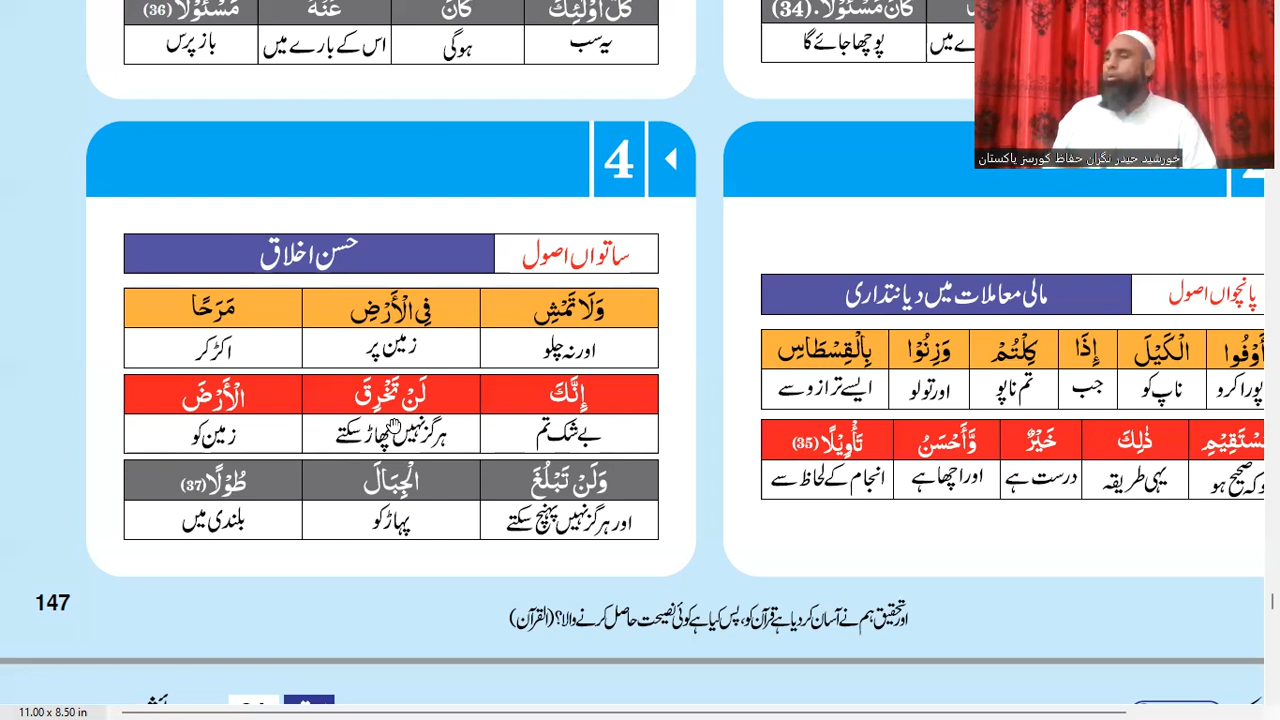 كَانَ مَسْئُوْلًا. (34)
پوچھا جائے گا
كُلُّ أُولٰئِكَ كَانَ عَنْهُ مَسْئُوْلًا (36)
یہ سب ہوگی اس کے بارے میں باز پرس
خورشید حیدر نگران حفاظ کورسز پاکستان
پانچواں اصول مالی معاملات میں دیانتداری
أَوْفُوا الْكَيْلَ إِذَا كِلْتُمْ وَزِنُوْا بِالْقِسْطَاسِ
پورا کرو ناپ کو جب تم ناپو اور تولو ایسے ترازو سے
ذٰلِكَ خَيْرٌ وَّأَحْسَنُ تَأْوِيْلًا (35)
کہ صحیح ہو یہی طریقہ درست ہے اور اچھا ہے انجام کے لحاظ سے
4
ساتواں اصول حسن اخلاق
وَلَا تَمْشِ فِي الْأَرْضِ مَرَحًا
اور نہ چلو زمین پر اکڑ کر
إِنَّكَ لَنْ تَخْرِقَ الْأَرْضَ
بے شک تم ہرگز نہیں پھاڑ سکتے زمین کو
وَلَنْ تَبْلُغَ الْجِبَالَ طُوْلًا (37)
اور ہرگز نہیں پہنچ سکتے پہاڑ کو بلندی میں
147
اور تحقیق ہم نے آسان کر دیا ہے قرآن کو، پس کیا ہے کوئی نصیحت حاصل کرنے والا؟ (القرآن)
11.00 x 8.50 in